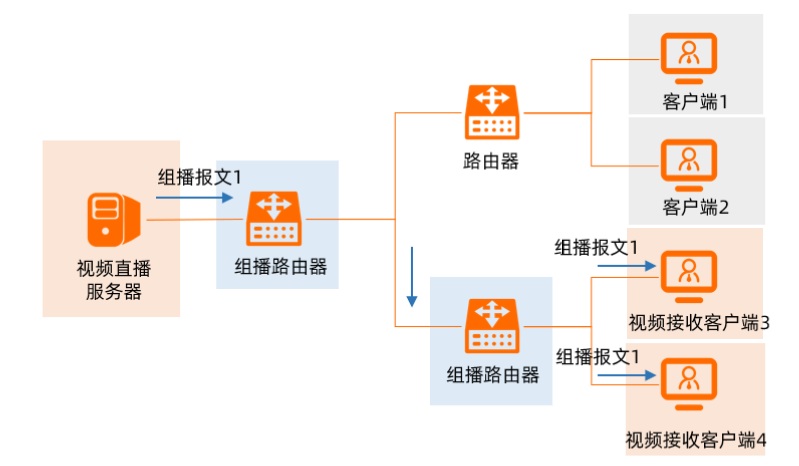 客户端1
路由器
客户端2
组播报文1
视频直播
服务器
组播路由器
组播报文1
视频接收客户端3
组播路由器
组播报文1
视频接收客户端4